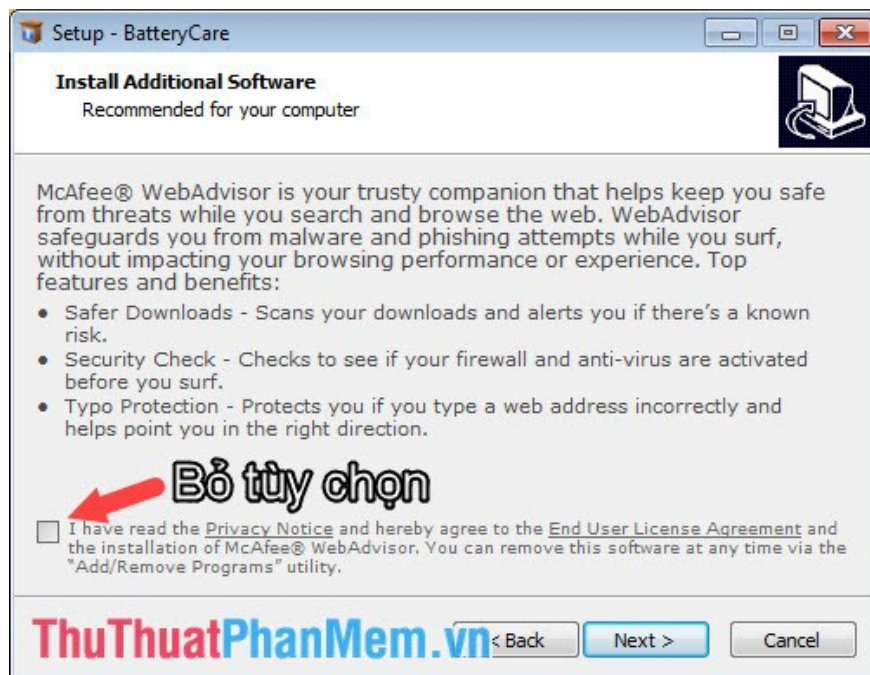 Setup - BatteryCare
Install Additional Software
Recommended for your computer
McAfee® WebAdvisor is your trusty companion that helps keep you safe
from threats while you search and browse the web. WebAdvisor
safeguards you from malware and phishing attempts while you surf,
without impacting your browsing performance or experience. Top
features and benefits:
• Safer Downloads - Scans your downloads and alerts you if there's a known
risk.
• Security Check - Checks to see if your firewall and anti-virus are activated
before you surf.
• Typo Protection - Protects you if you type a web address incorrectly and
helps point you in the right direction.
Bỏ tùy chọn
I have read the Privacy Notice and hereby agree to the End User License Agreement and
the installation of McAfee® WebAdvisor. You can remove this software at any time via the
"Add/Remove Programs" utility.
ThuThuatPhanMem.vn < Back Next > Cancel